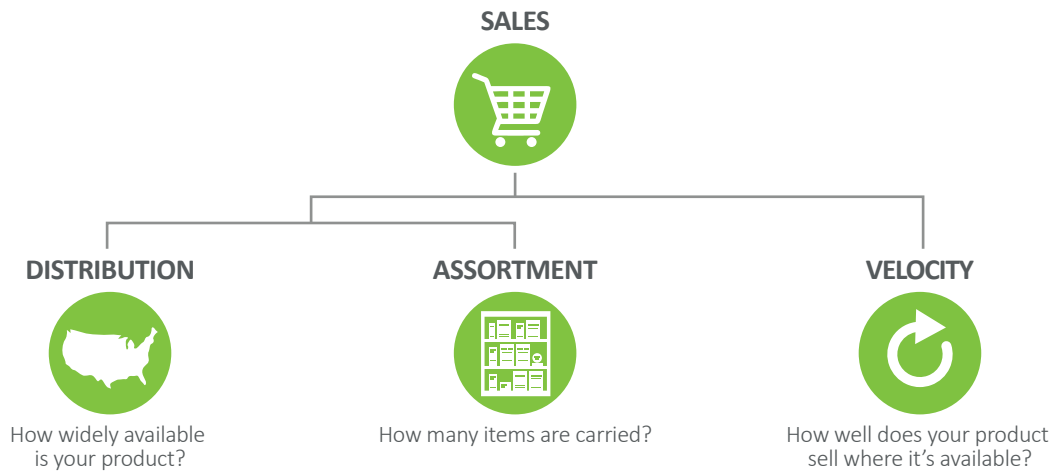 SALES
DISTRIBUTION
ASSORTMENT
VELOCITY
How widely available
is your product?
How many items are carried?
How well does your product
sell where it’s available?